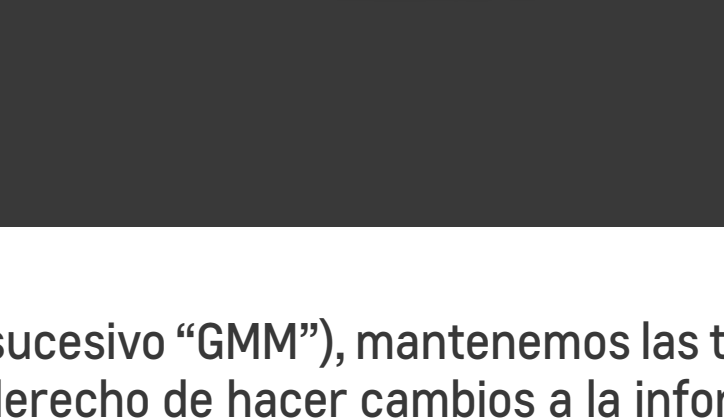 sucesivo “GMM”), mantenemos las t
derecho de hacer cambios a la infor